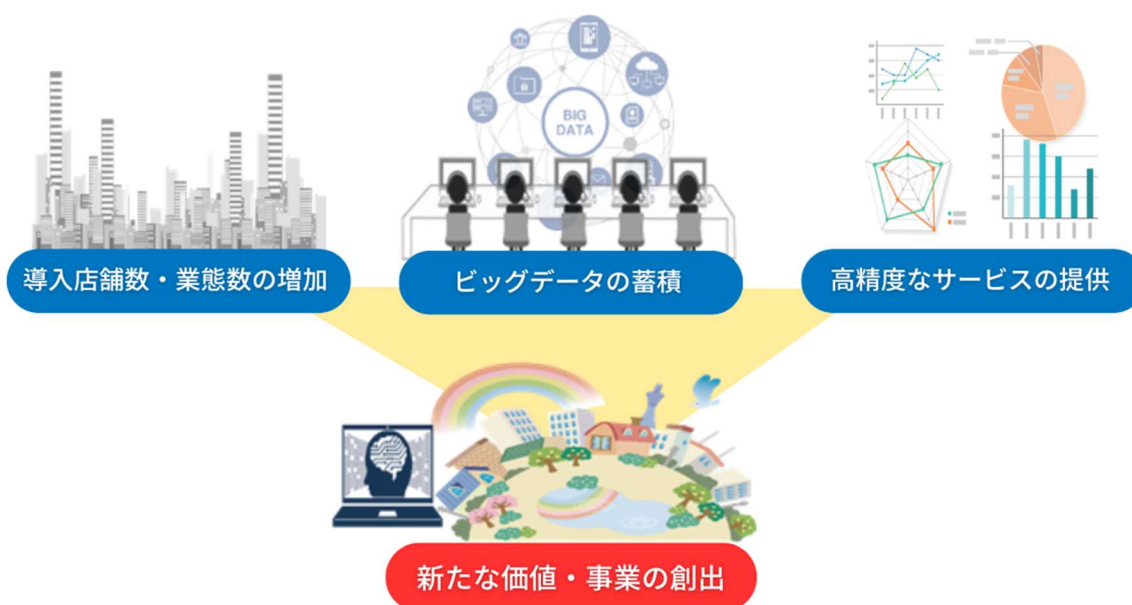 BIG
DATA
導入店舗数・業態数の増加
ビッグデータの蓄積
高精度なサービスの提供
新たな価値・事業の創出